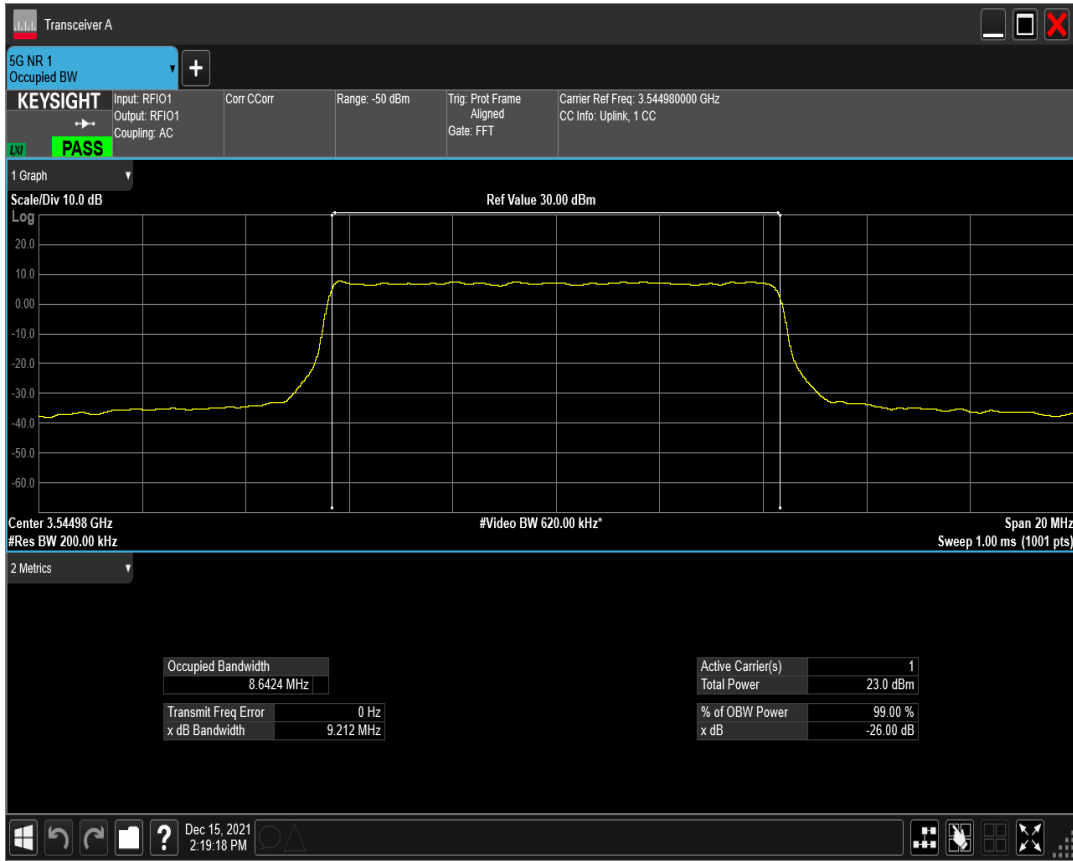 Transceiver A
5G NR 1
Occupied BW
KEYSIGHT
Input: RFIO1
Output: RFIO1
Coupling: AC
Corr CCorr
Range: -50 dBm
Trig: Prot Frame
Aligned
Gate: FFT
Carrier Ref Freq: 3.544980000 GHz
CC Info: Uplink, 1 CC
LXI
PASS
1 Graph
Scale/Div 10.0 dB
Ref Value 30.00 dBm
Log
20.0
10.0
0.00
-10.0
-20.0
-30.0
-40.0
-50.0
-60.0
Center 3.54498 GHz
#Video BW 620.00 kHz*
Span 20 MHz
#Res BW 200.00 kHz
Sweep 1.00 ms (1001 pts)
2 Metrics
Occupied Bandwidth
8.6424 MHz
Transmit Freq Error 0 Hz
x dB Bandwidth 9.212 MHz
Active Carrier(s) 1
Total Power 23.0 dBm
% of OBW Power 99.00 %
x dB -26.00 dB
Dec 15, 2021
2:19:18 PM